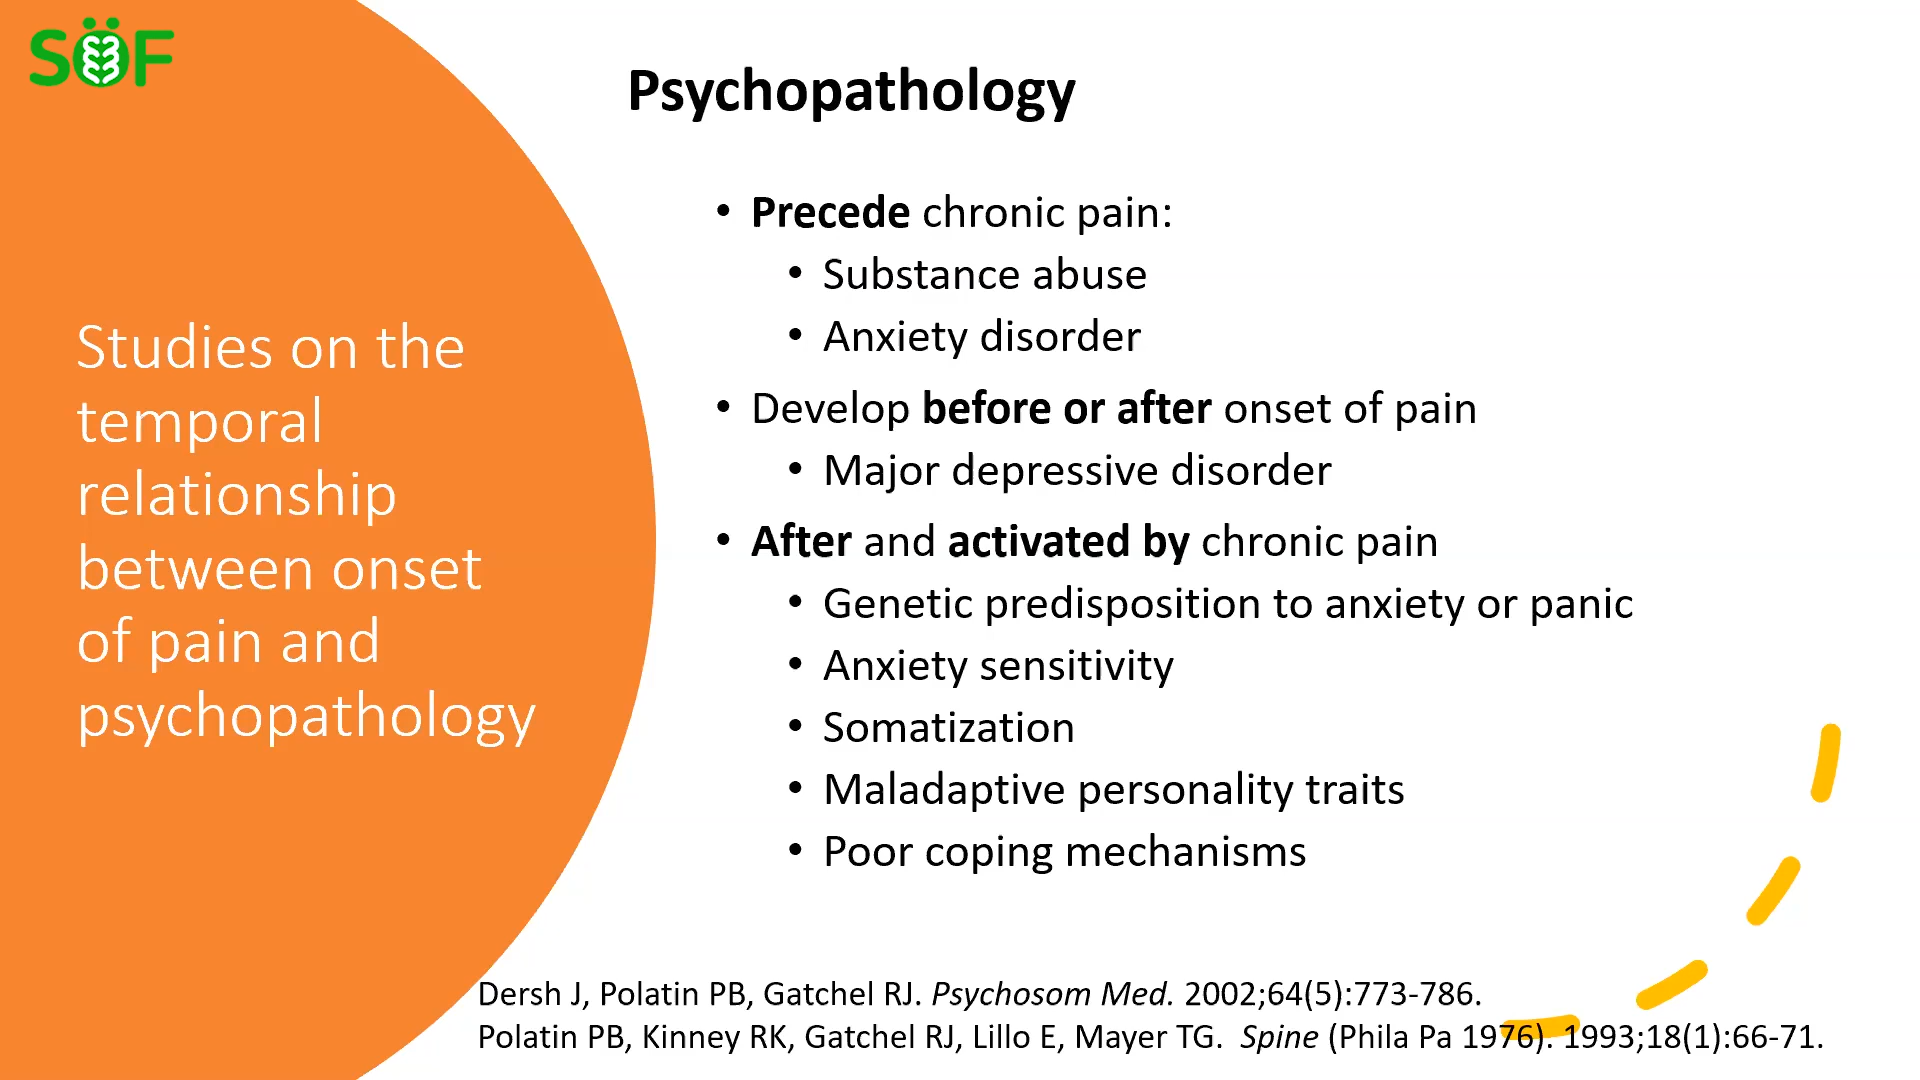 SÖF
Psychopathology
Studies on the
temporal
relationship
between onset
of pain and
psychopathology
• Precede chronic pain:
• Substance abuse
• Anxiety disorder
• Develop before or after onset of pain
• Major depressive disorder
• After and activated by chronic pain
• Genetic predisposition to anxiety or panic
• Anxiety sensitivity
• Somatization
• Maladaptive personality traits
• Poor coping mechanisms
Dersh J, Polatin PB, Gatchel RJ. Psychosom Med. 2002;64(5):773-786.
Polatin PB, Kinney RK, Gatchel RJ, Lillo E, Mayer TG. Spine (Phila Pa 1976). 1993;18(1):66-71.